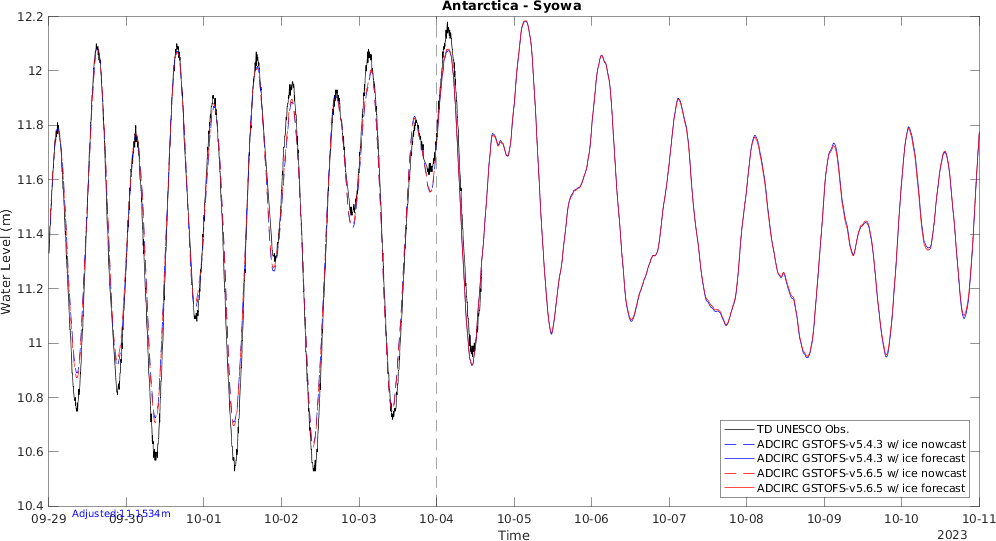 Antarctica - Syowa
Water Level (m)
12.2
12
11.8
11.6
11.4
11.2
11
10.8
10.6
10.4
TD UNESCO Obs.
ADCIRC GSTOFS-v5.4.3 w/ ice nowcast
ADCIRC GSTOFS-v5.4.3 w/ ice forecast
ADCIRC GSTOFS-v5.6.5 w/ ice nowcast
ADCIRC GSTOFS-v5.6.5 w/ ice forecast
Adjusted:11.1534m
09-29 09-30 10-01 10-02 10-03 10-04 10-05 10-06 10-07 10-08 10-09 10-10 10-11
Time
2023